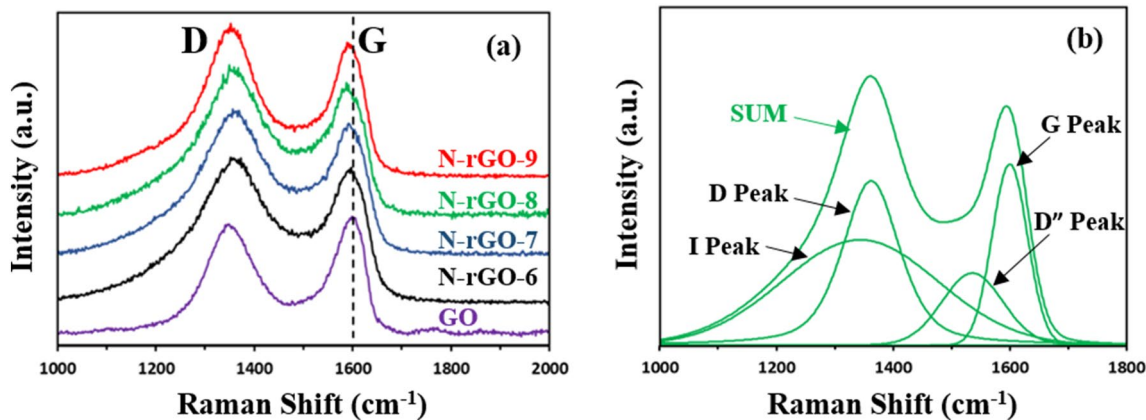 D
G
(a)
N-rGO-9
N-rGO-8
N-rGO-7
N-rGO-6
GO
Intensity (a.u.)
1000 1200 1400 1600 1800 2000
Raman Shift (cm⁻¹)
(b)
SUM
G Peak
D Peak
D″ Peak
I Peak
Intensity (a.u.)
1000 1200 1400 1600 1800
Raman Shift (cm⁻¹)